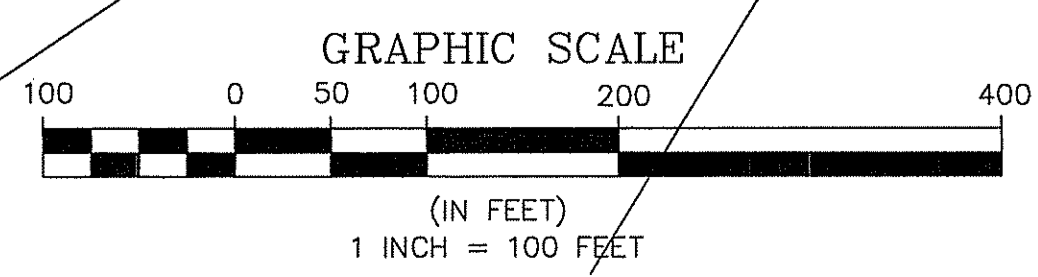 GRAPHIC SCALE
100 0 50 100 200 400
(IN FEET)
1 INCH = 100 FEET